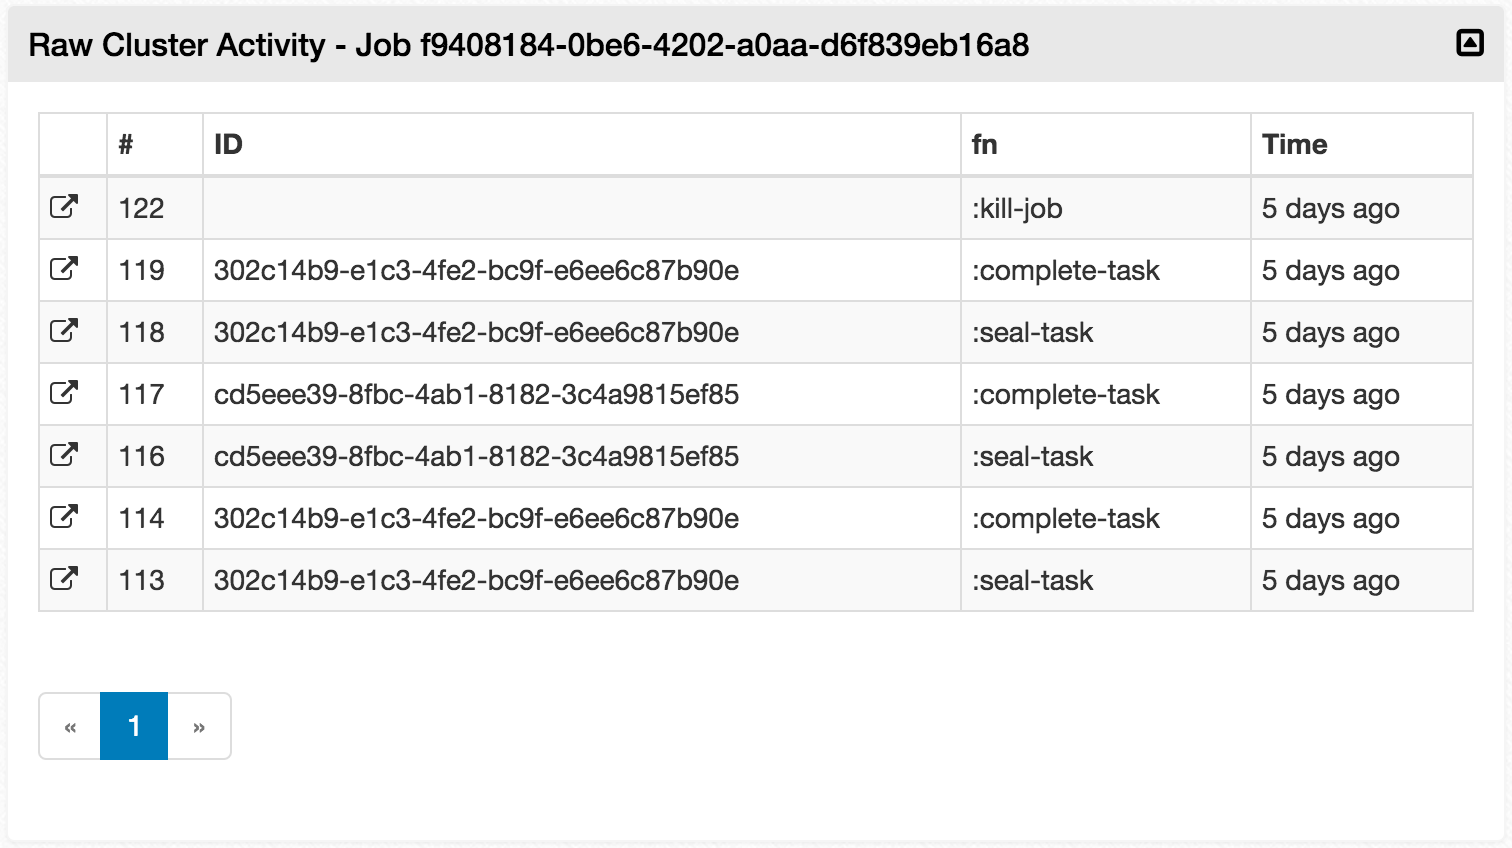 Raw Cluster Activity - Job f9408184-0be6-4202-a0aa-d6f839eb16a8
# ID fn Time
122 :kill-job 5 days ago
119 302c14b9-e1c3-4fe2-bc9f-e6ee6c87b90e :complete-task 5 days ago
118 302c14b9-e1c3-4fe2-bc9f-e6ee6c87b90e :seal-task 5 days ago
117 cd5eee39-8fbc-4ab1-8182-3c4a9815ef85 :complete-task 5 days ago
116 cd5eee39-8fbc-4ab1-8182-3c4a9815ef85 :seal-task 5 days ago
114 302c14b9-e1c3-4fe2-bc9f-e6ee6c87b90e :complete-task 5 days ago
113 302c14b9-e1c3-4fe2-bc9f-e6ee6c87b90e :seal-task 5 days ago
« 1 »